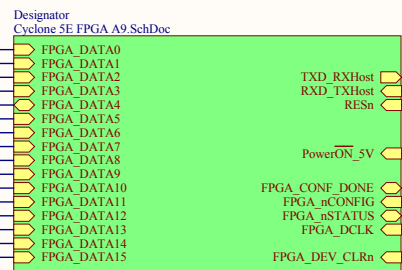 Designator
Cyclone 5E FPGA A9.SchDoc
FPGA_DATA0
FPGA_DATA1
FPGA_DATA2
FPGA_DATA3
FPGA_DATA4
FPGA_DATA5
FPGA_DATA6
FPGA_DATA7
FPGA_DATA8
FPGA_DATA9
FPGA_DATA10
FPGA_DATA11
FPGA_DATA12
FPGA_DATA13
FPGA_DATA14
FPGA_DATA15
TXD_RXHost
RXD_TXHost
RESn
PowerON_5V
FPGA_CONF_DONE
FPGA_nCONFIG
FPGA_nSTATUS
FPGA_DCLK
FPGA_DEV_CLRn